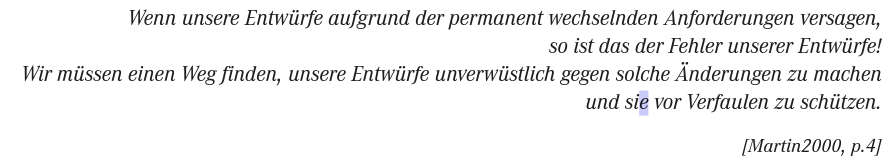 Wenn unsere Entwürfe aufgrund der permanent wechselnden Anforderungen versagen,
so ist das der Fehler unserer Entwürfe!
Wir müssen einen Weg finden, unsere Entwürfe unverwüstlich gegen solche Änderungen zu machen
und sie vor Verfaulen zu schützen.
[Martin2000, p.4]